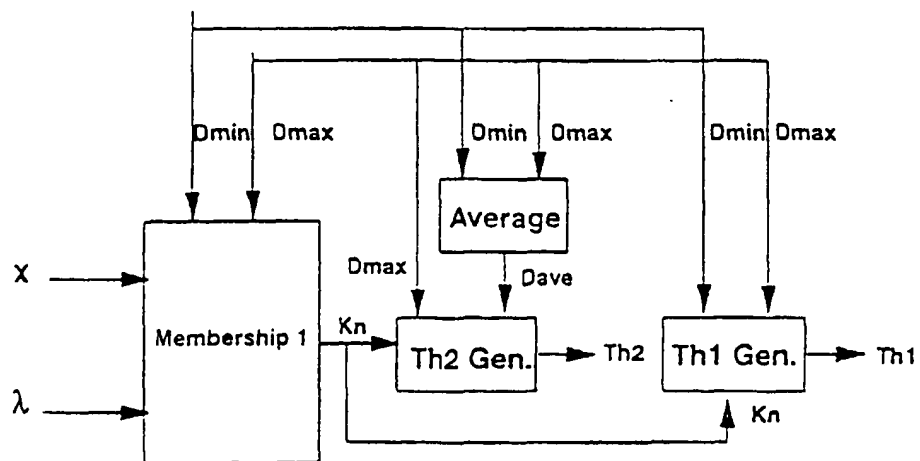 Dmin
Dmax
Dmin
Dmax
Dmin
Dmax
Average
X
Dmax
Dave
Membership 1
Kn
Th2 Gen.
Th2
Th1 Gen.
Th1
λ
Kn